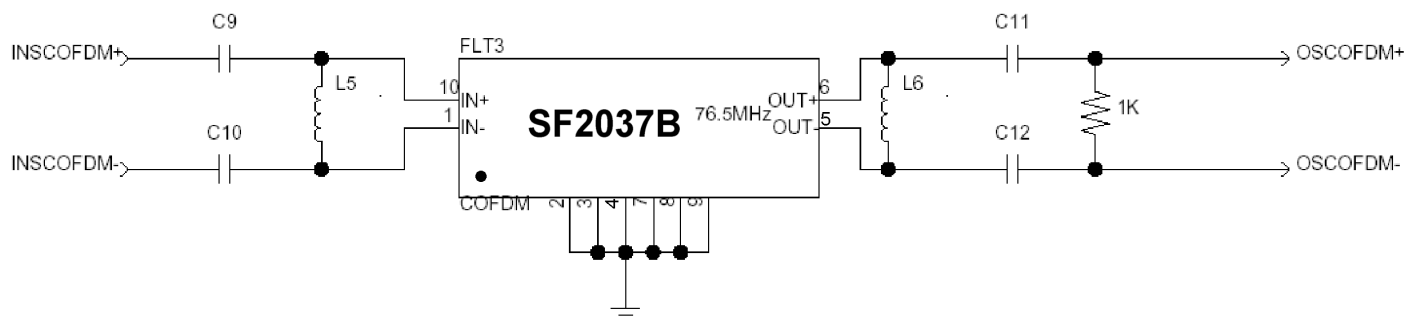 C9
C11
INSCOFDM+
FLT3
OSCOFDM+
L5
L6
10
IN+
6
OUT+
1K
1
IN-
SF2037B
76.5MHz
5
OUT-
C10
C12
INSCOFDM-
OSCOFDM-
COFDM
2
3
4
7
8
9